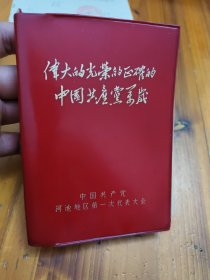 伟大的光荣的正确的
中国共产党万岁
中国共产党
河池地区第一次代表大会